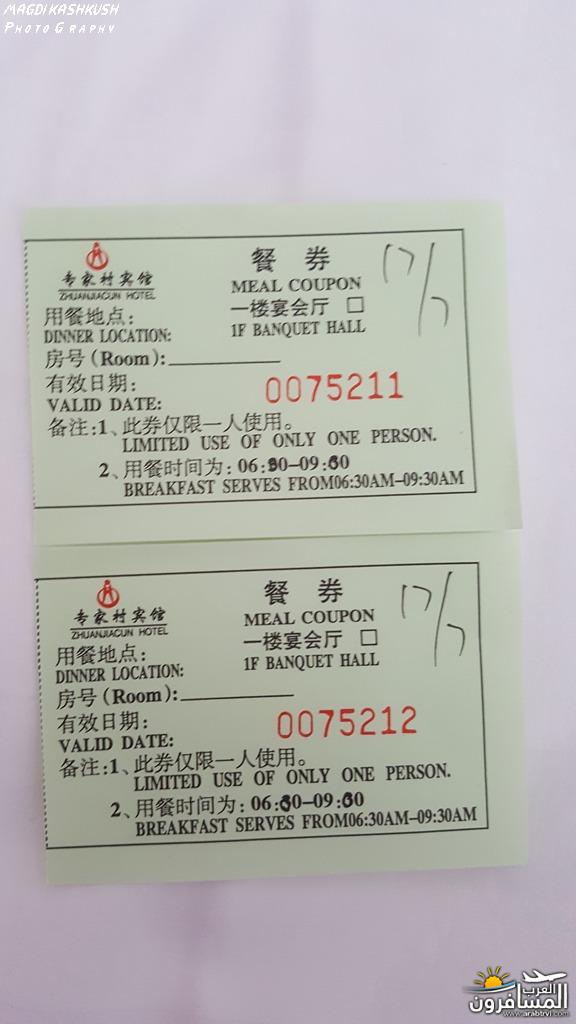 MAGDI KASHKUSH
PHOTOGRAPHY
专家村宾馆
ZHUANJIACUN HOTEL
餐 券
MEAL COUPON
17/7
用餐地点:
一楼宴会厅 □
DINNER LOCATION:
1F BANQUET HALL
房号(Room):
有效日期:
VALID DATE:
0075211
备注:1、此券仅限一人使用。
LIMITED USE OF ONLY ONE PERSON.
2、用餐时间为:06:30-09:30
BREAKFAST SERVES FROM06:30AM-09:30AM
专家村宾馆
ZHUANJIACUN HOTEL
餐 券
MEAL COUPON
17/7
用餐地点:
一楼宴会厅 □
DINNER LOCATION:
1F BANQUET HALL
房号(Room):
有效日期:
VALID DATE:
0075212
备注:1、此券仅限一人使用。
LIMITED USE OF ONLY ONE PERSON.
2、用餐时间为:06:30-09:30
BREAKFAST SERVES FROM06:30AM-09:30AM
العرب
المسافرون
www.arabtrvl.com